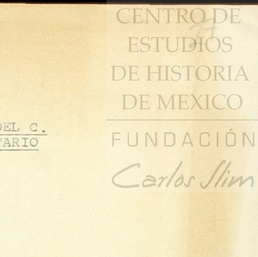 CENTRO DE
ESTUDIOS
DE HISTORIA
DE MEXICO
FUNDACIÓN
Carlos Slim
DEL C.
TARIO